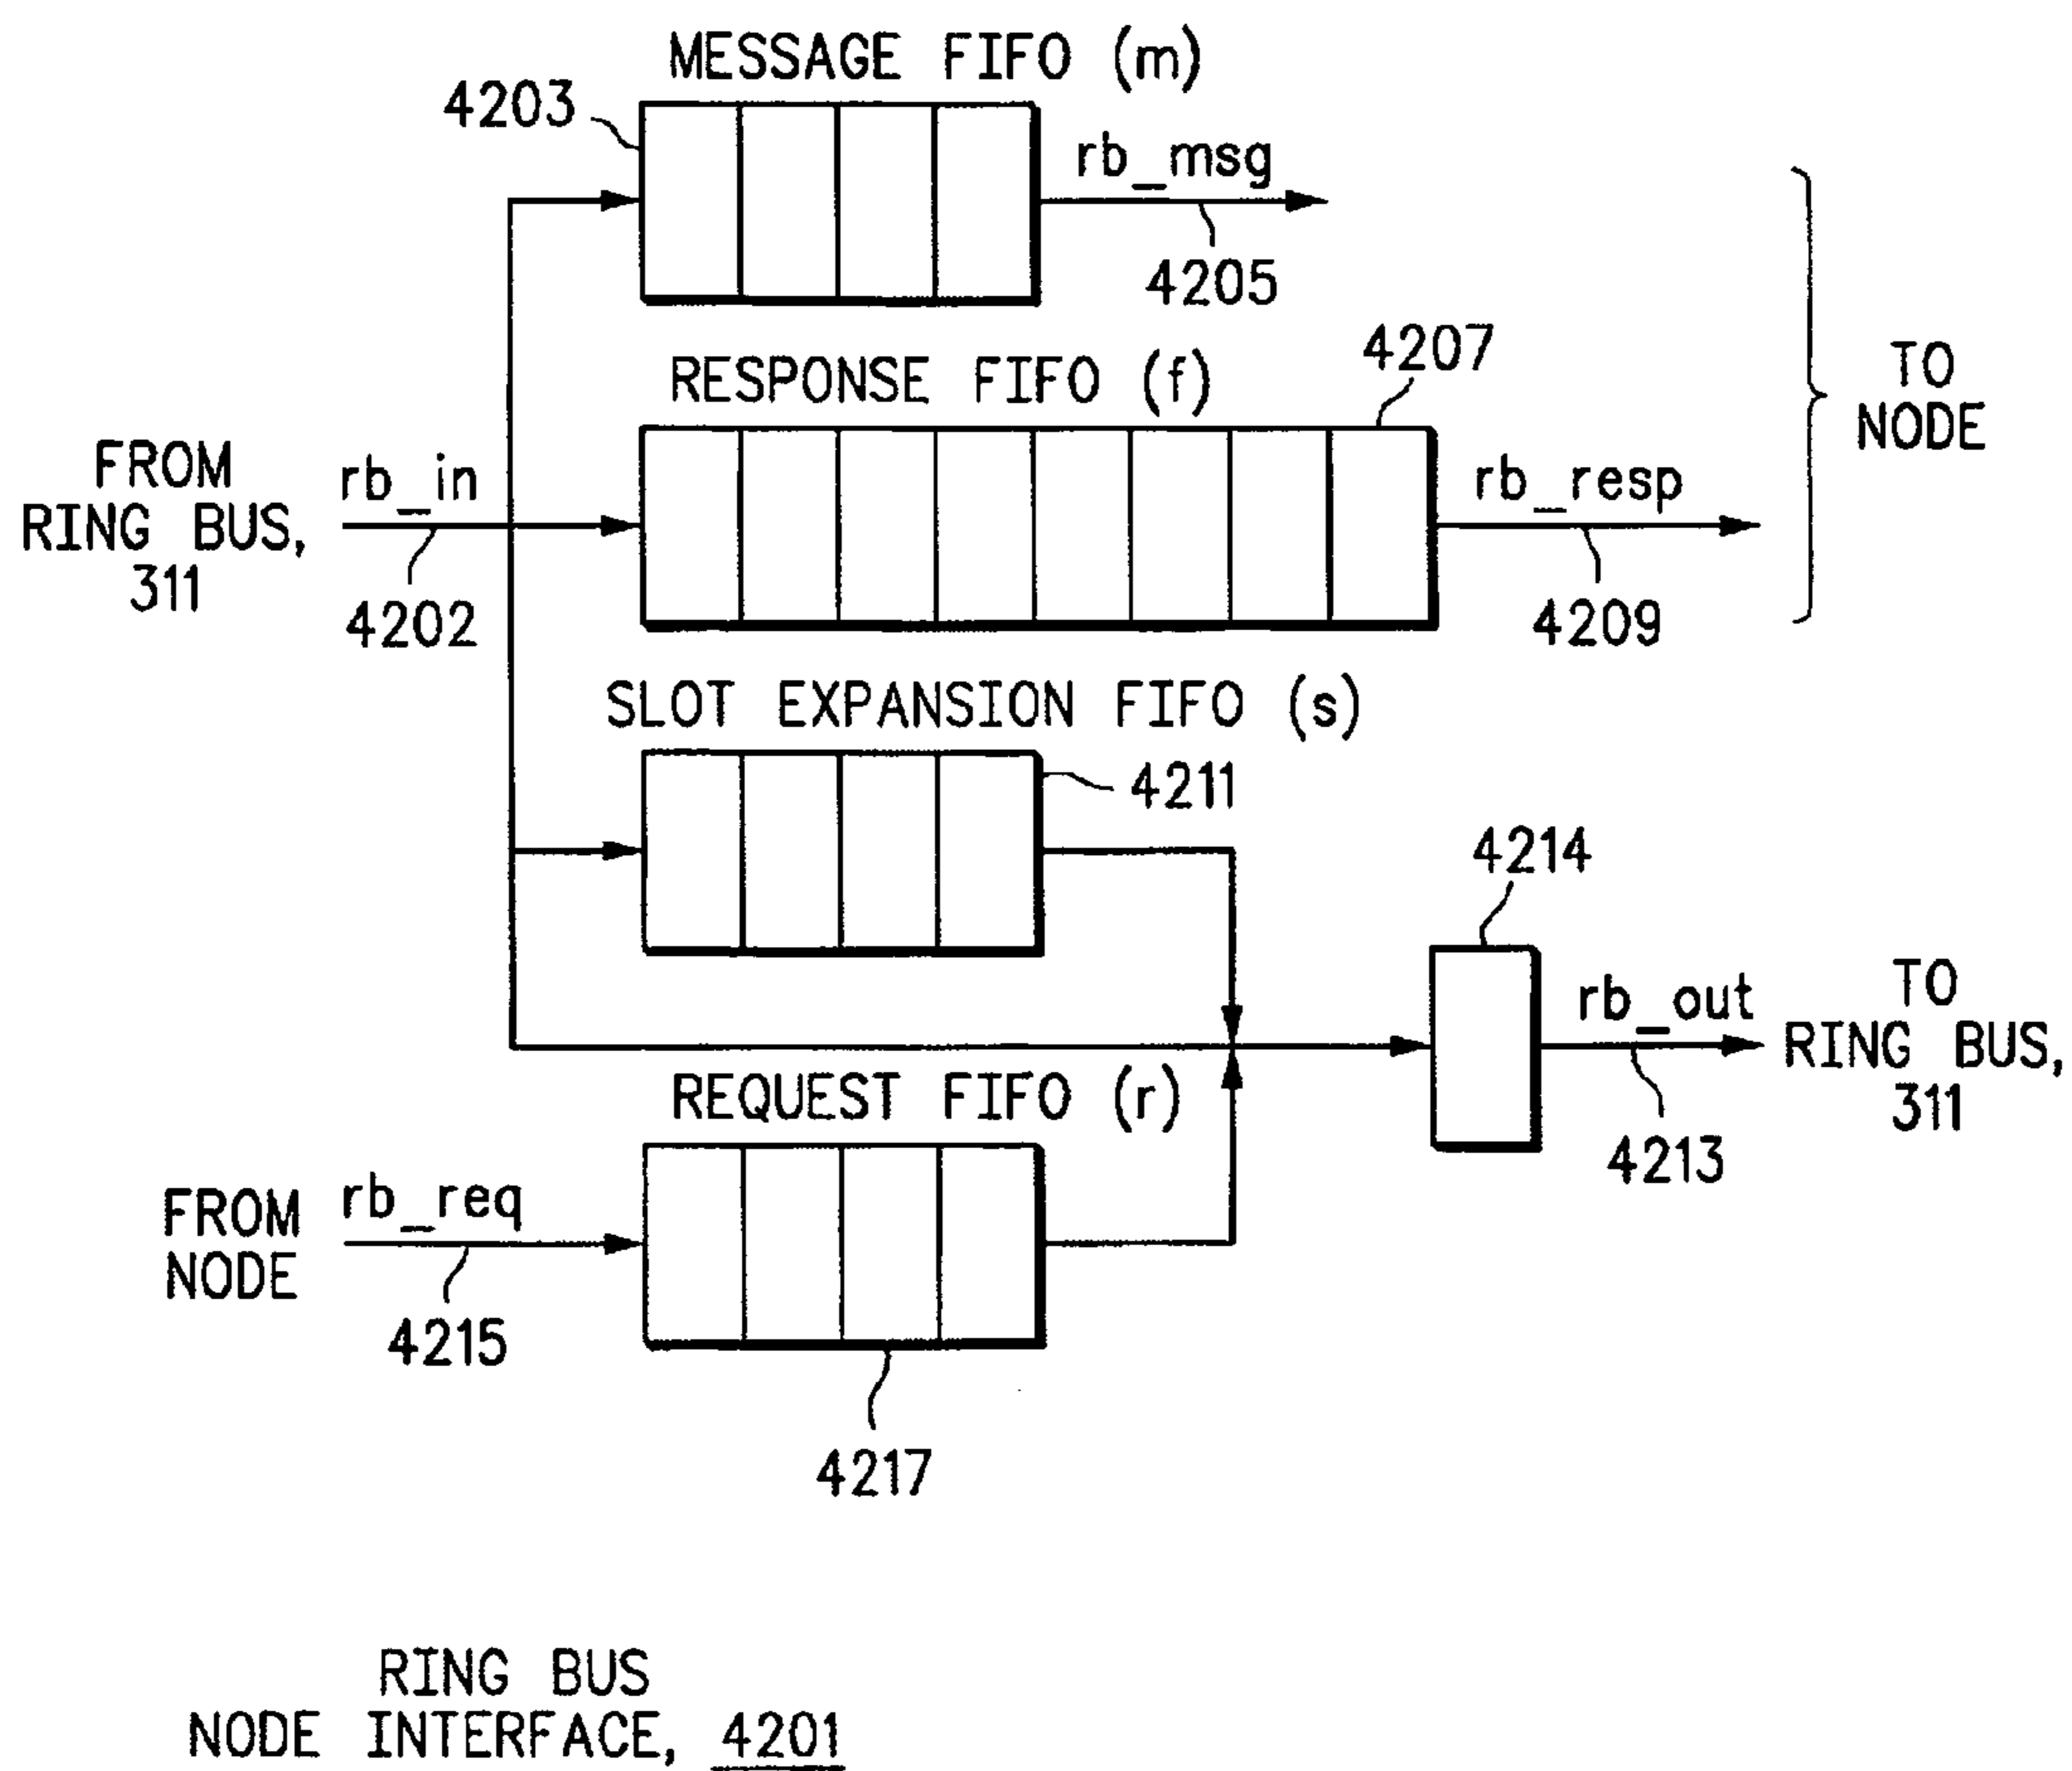 MESSAGE FIFO (m)
4203
rb_msg
4205
RESPONSE FIFO (f)
4207
TO
NODE
FROM
RING BUS,
311
rb_in
4202
rb_resp
4209
SLOT EXPANSION FIFO (s)
4211
4214
rb_out
4213
TO
RING BUS,
311
REQUEST FIFO (r)
FROM
NODE
rb_req
4215
4217
RING BUS
NODE INTERFACE, 4201